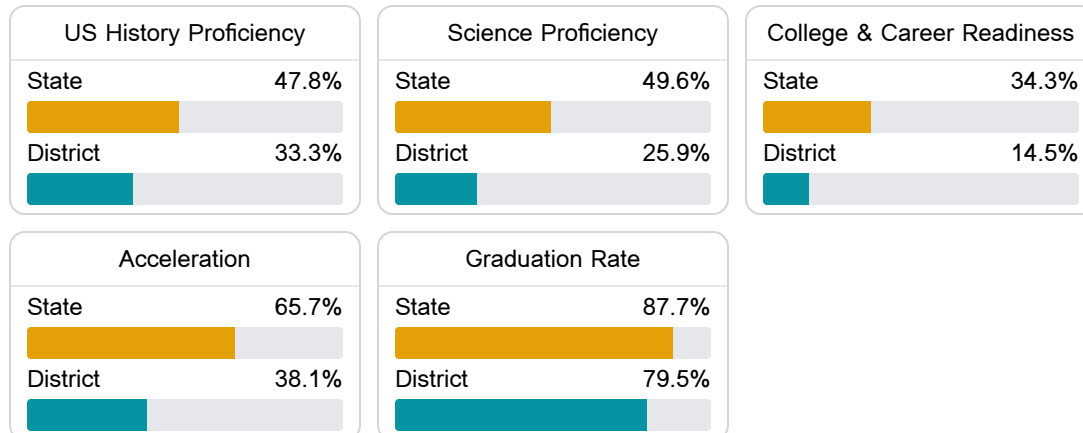 US History Proficiency
State 47.8%
District 33.3%
Science Proficiency
State 49.6%
District 25.9%
College & Career Readiness
State 34.3%
District 14.5%
Acceleration
State 65.7%
District 38.1%
Graduation Rate
State 87.7%
District 79.5%